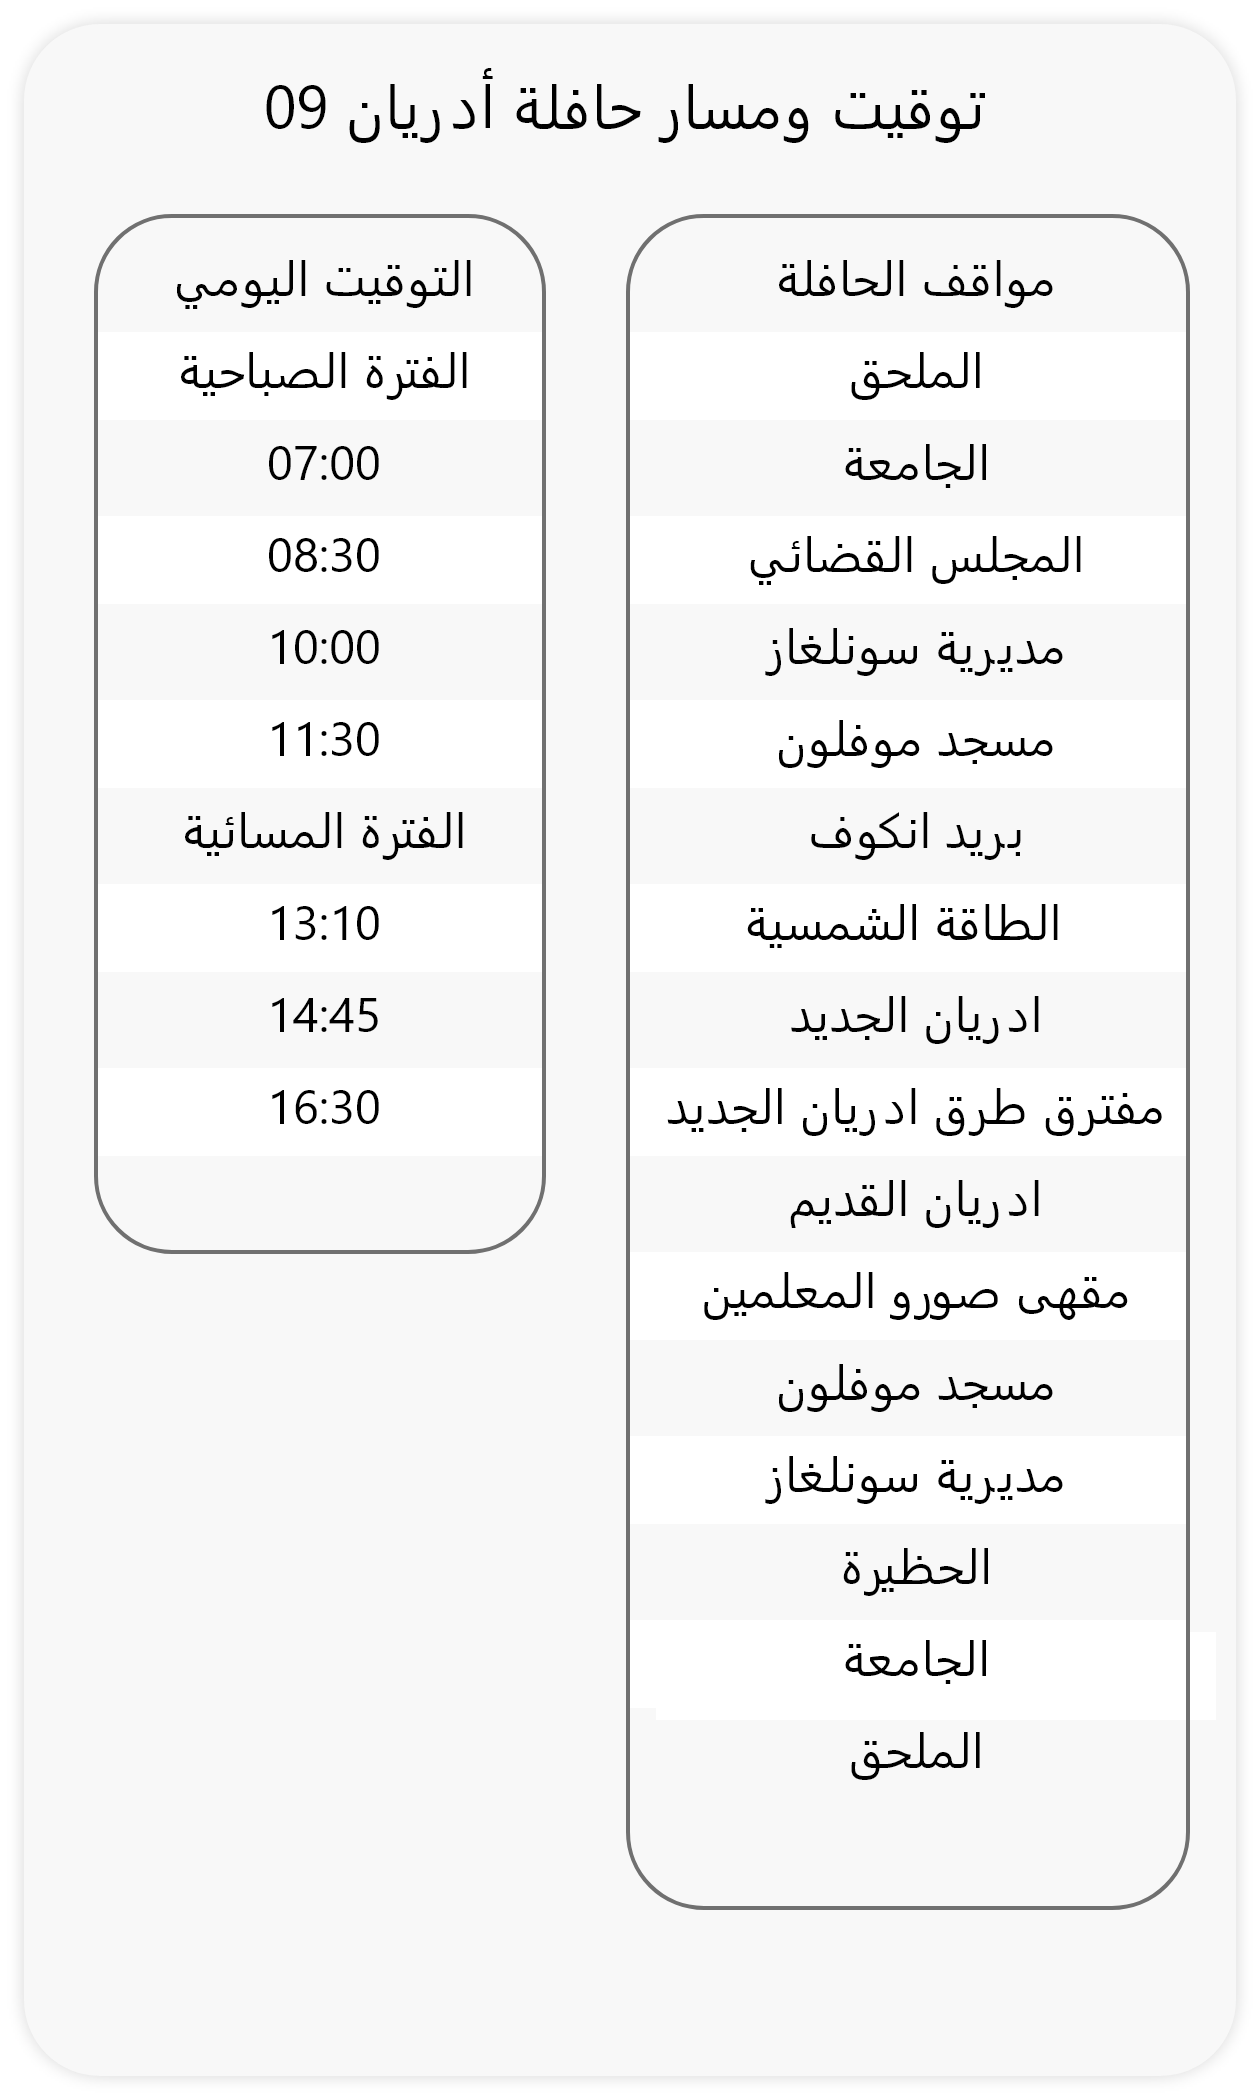 توقيت ومسار حافلة أدريان 09
مواقف الحافلة
الملحق
الجامعة
المجلس القضائي
مديرية سونلغاز
مسجد موفلون
بريد انكوف
الطاقة الشمسية
ادريان الجديد
مفترق طرق ادريان الجديد
ادريان القديم
مقهى صورو المعلمين
مسجد موفلون
مديرية سونلغاز
الحظيرة
الجامعة
الملحق
التوقيت اليومي
الفترة الصباحية
07:00
08:30
10:00
11:30
الفترة المسائية
13:10
14:45
16:30